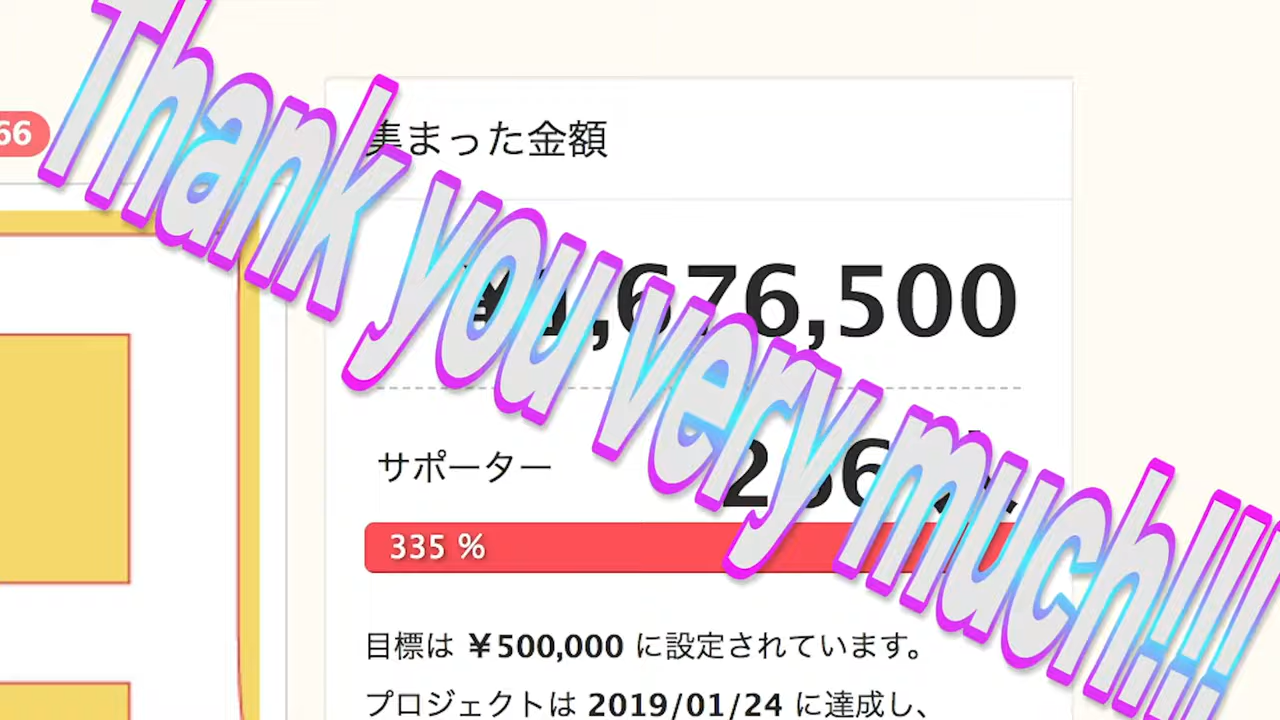 Thank you very much!!!
66
集まった金額
¥1,676,500
サポーター
335 %
目標は ¥500,000 に設定されています。
プロジェクトは 2019/01/24 に達成し、